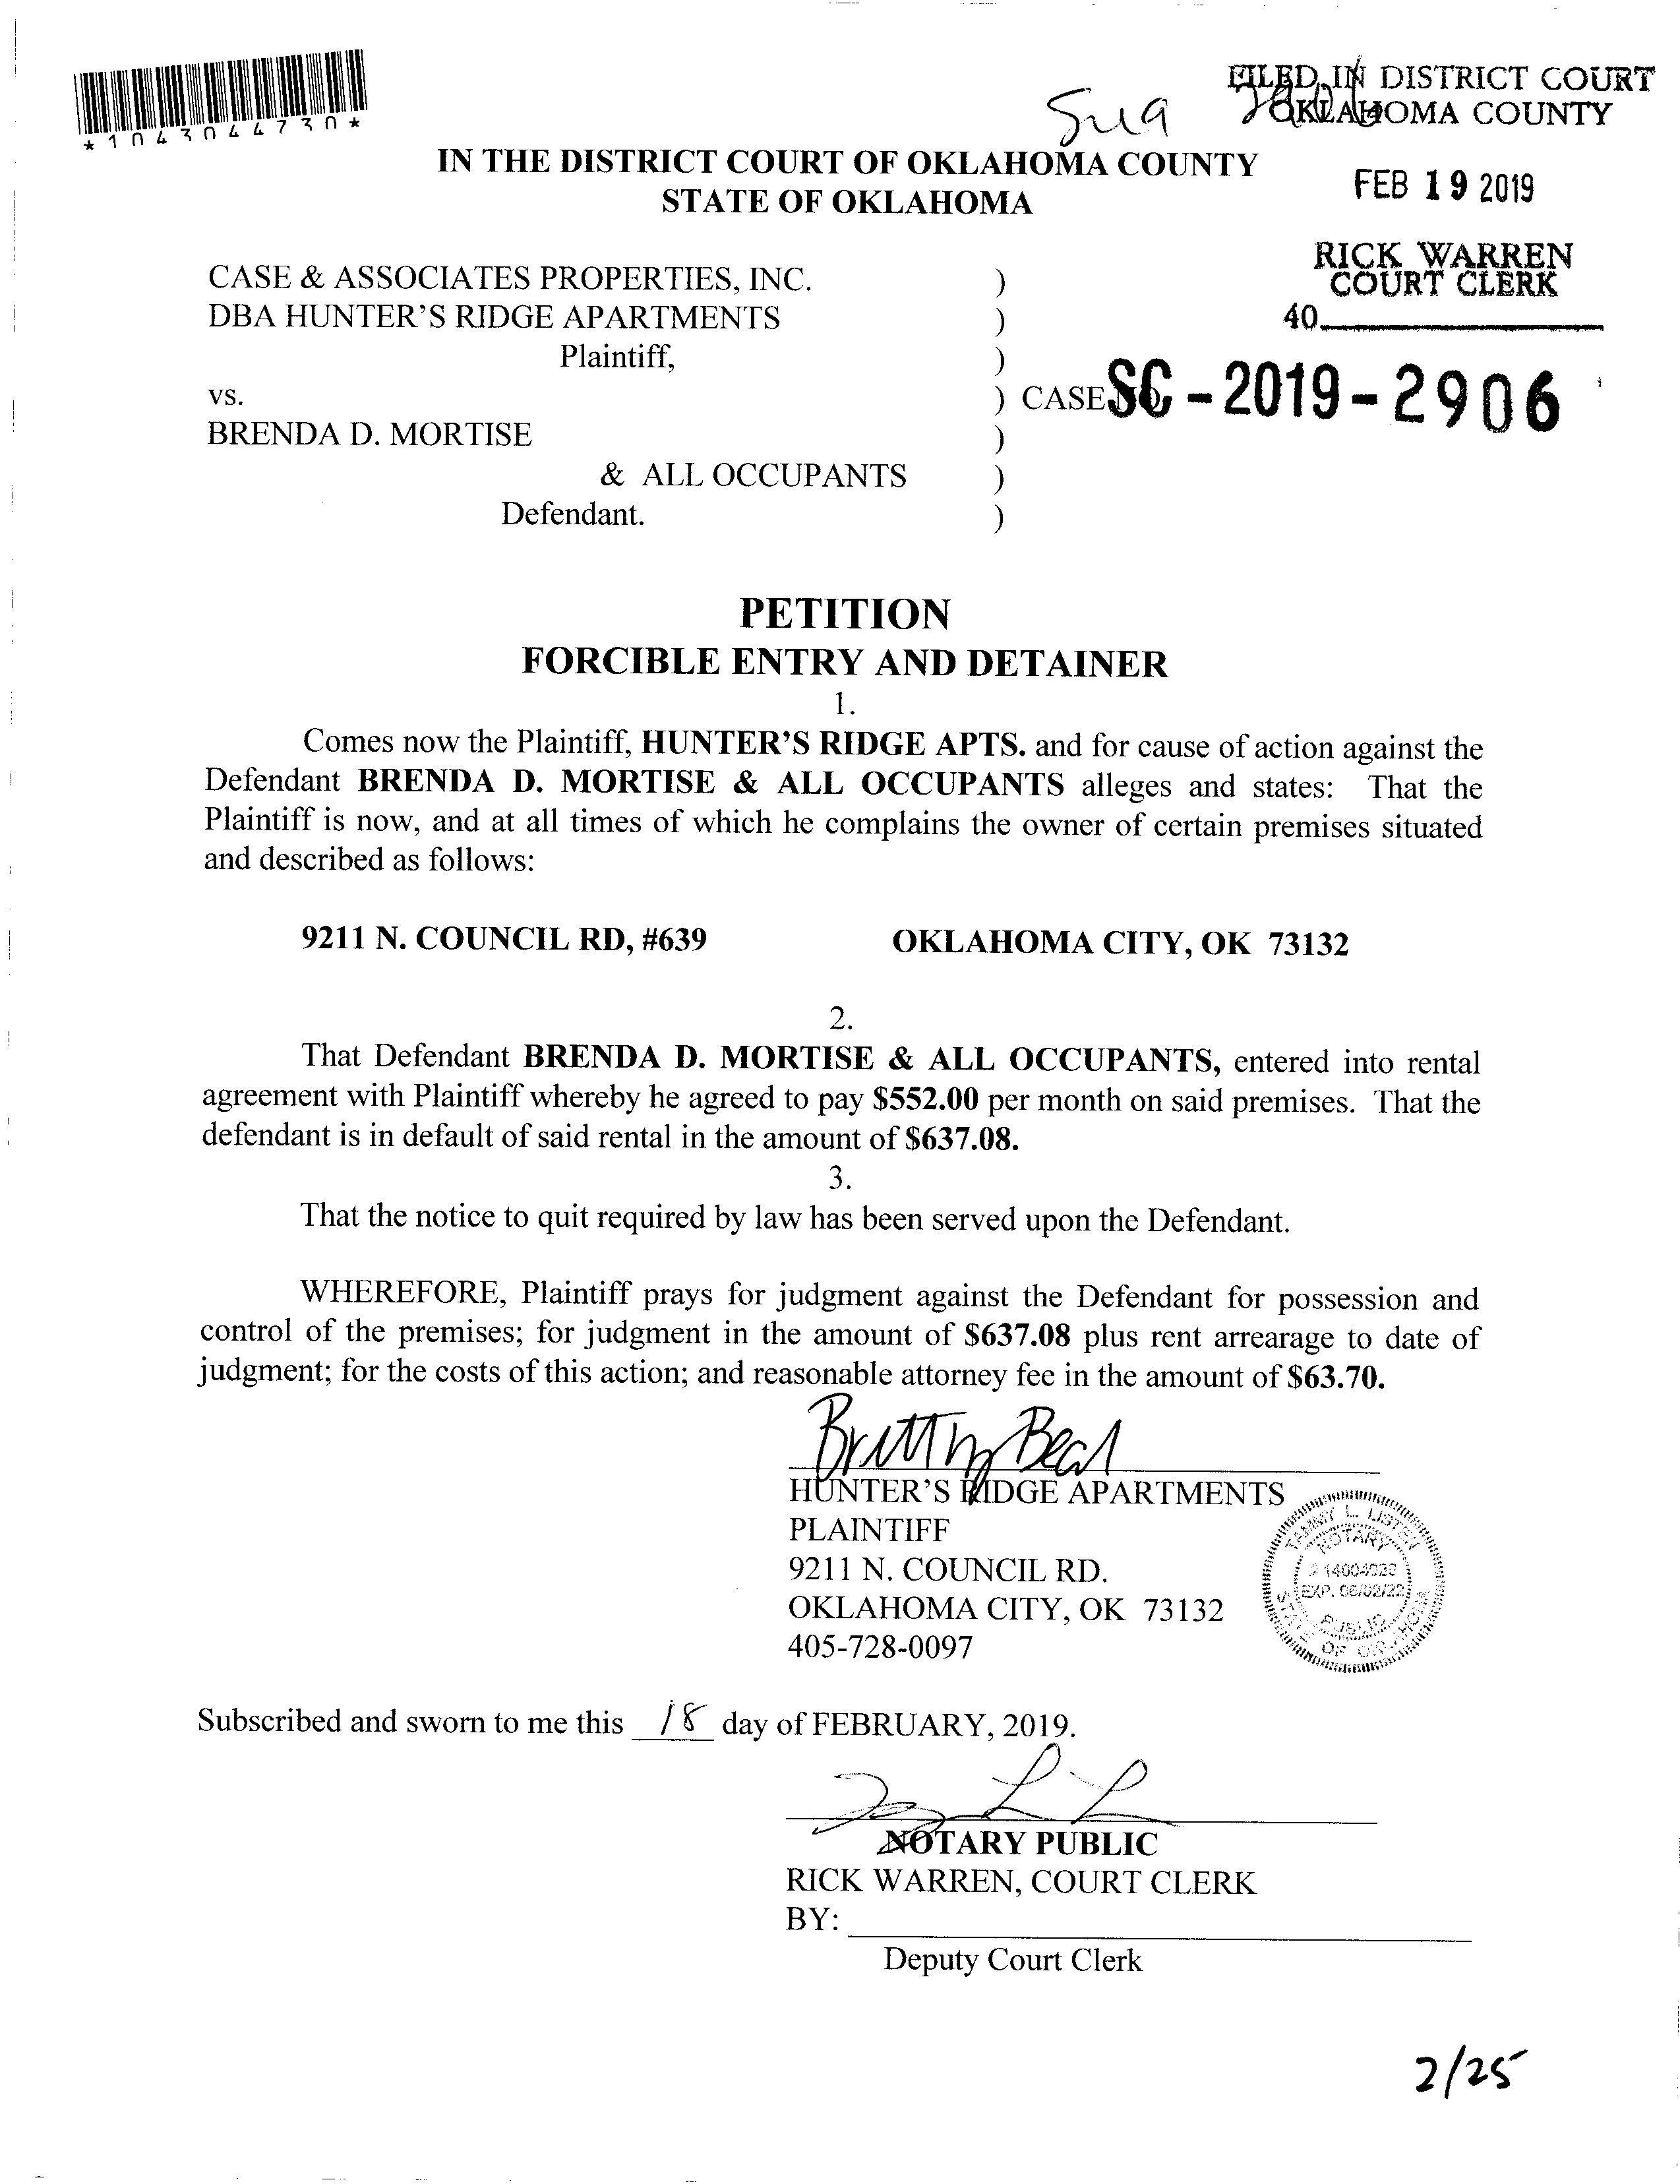 *1043044730*
Sua
FILED IN DISTRICT COURT
OKLAHOMA COUNTY
IN THE DISTRICT COURT OF OKLAHOMA COUNTY
STATE OF OKLAHOMA
FEB 19 2019
RICK WARREN
COURT CLERK
40
CASE & ASSOCIATES PROPERTIES, INC. )
DBA HUNTER'S RIDGE APARTMENTS )
Plaintiff, )
vs. ) CASE SC-2019-2906
BRENDA D. MORTISE )
& ALL OCCUPANTS )
Defendant. )
PETITION
FORCIBLE ENTRY AND DETAINER
1.
Comes now the Plaintiff, HUNTER'S RIDGE APTS. and for cause of action against the
Defendant BRENDA D. MORTISE & ALL OCCUPANTS alleges and states: That the
Plaintiff is now, and at all times of which he complains the owner of certain premises situated
and described as follows:
9211 N. COUNCIL RD, #639 OKLAHOMA CITY, OK 73132
2.
That Defendant BRENDA D. MORTISE & ALL OCCUPANTS, entered into rental
agreement with Plaintiff whereby he agreed to pay $552.00 per month on said premises. That the
defendant is in default of said rental in the amount of $637.08.
3.
That the notice to quit required by law has been served upon the Defendant.
WHEREFORE, Plaintiff prays for judgment against the Defendant for possession and
control of the premises; for judgment in the amount of $637.08 plus rent arrearage to date of
judgment; for the costs of this action; and reasonable attorney fee in the amount of $63.70.
HUNTER'S RIDGE APARTMENTS
PLAINTIFF
9211 N. COUNCIL RD.
OKLAHOMA CITY, OK 73132
405-728-0097
TAMMY L. LISTEN
NOTARY
EXP. 06/02/22
PUBLIC
STATE OF OKLAHOMA
Subscribed and sworn to me this 18 day of FEBRUARY, 2019.
NOTARY PUBLIC
RICK WARREN, COURT CLERK
BY:
Deputy Court Clerk
2/25